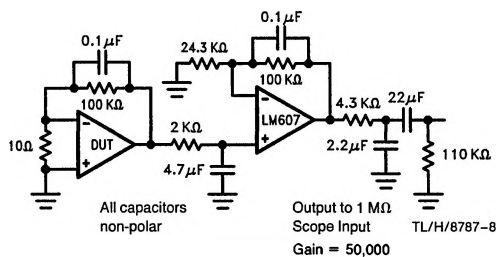 0.1µF
100 KΩ
10Ω
-
+
DUT
2 KΩ
4.7µF
24.3 KΩ
0.1µF
100 KΩ
-
+
LM607
4.3 KΩ
22µF
2.2µF
110 KΩ
All capacitors
non-polar
Output to 1 MΩ
Scope Input
Gain = 50,000
TL/H/8787-8